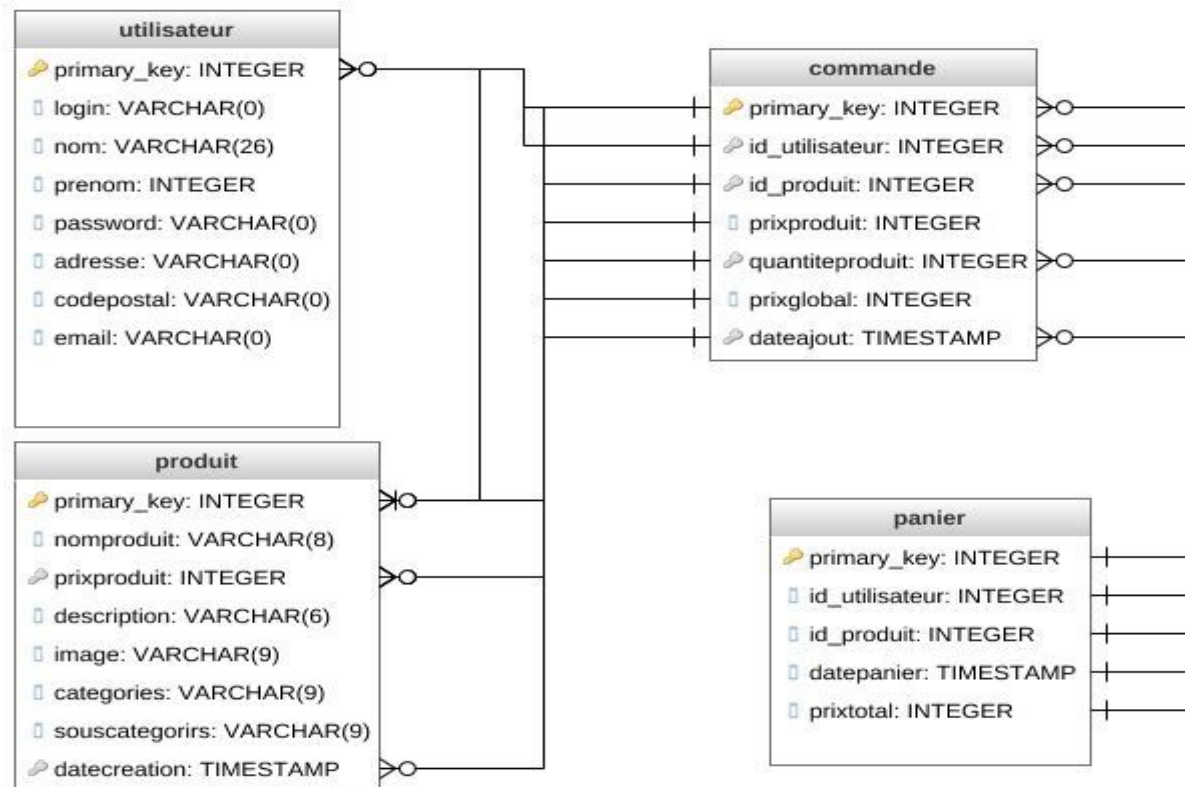 utilisateur
primary_key: INTEGER
login: VARCHAR(0)
nom: VARCHAR(26)
prenom: INTEGER
password: VARCHAR(0)
adresse: VARCHAR(0)
codepostal: VARCHAR(0)
email: VARCHAR(0)
commande
primary_key: INTEGER
id_utilisateur: INTEGER
id_produit: INTEGER
prixproduit: INTEGER
quantiteproduit: INTEGER
prixglobal: INTEGER
dateajout: TIMESTAMP
produit
primary_key: INTEGER
nomproduit: VARCHAR(8)
prixproduit: INTEGER
description: VARCHAR(6)
image: VARCHAR(9)
categories: VARCHAR(9)
souscategorirs: VARCHAR(9)
datecreation: TIMESTAMP
panier
primary_key: INTEGER
id_utilisateur: INTEGER
id_produit: INTEGER
datepanier: TIMESTAMP
prixtotal: INTEGER